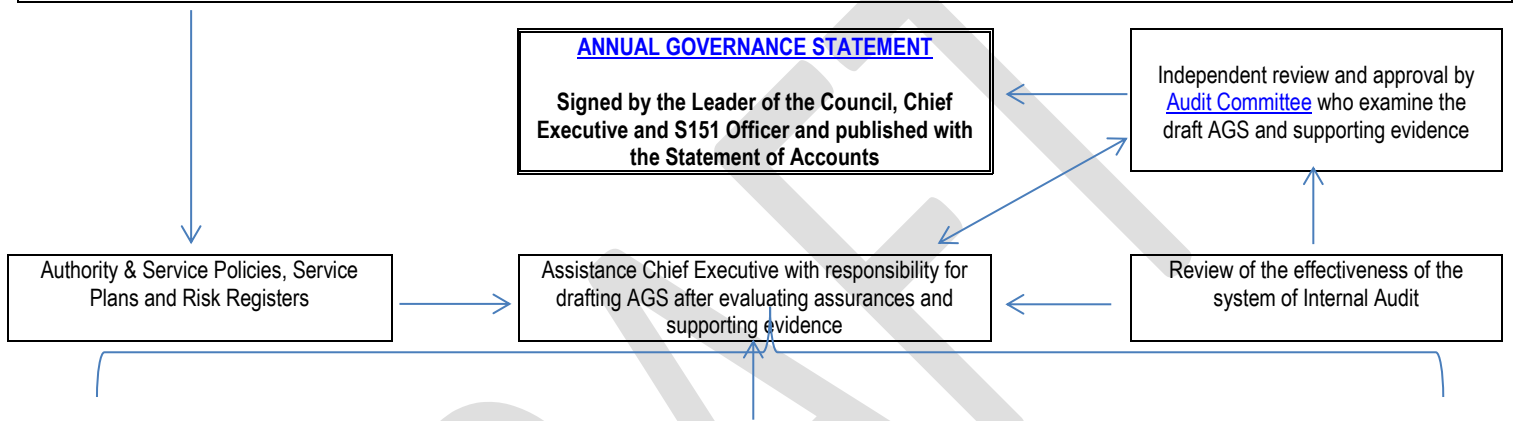 ANNUAL GOVERNANCE STATEMENT
Signed by the Leader of the Council, Chief
Executive and S151 Officer and published with
the Statement of Accounts
Independent review and approval by
Audit Committee who examine the
draft AGS and supporting evidence
Authority & Service Policies, Service
Plans and Risk Registers
Assistance Chief Executive with responsibility for
drafting AGS after evaluating assurances and
supporting evidence
Review of the effectiveness of the
system of Internal Audit